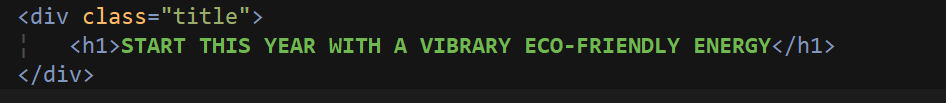 <div class="title">
<h1>START THIS YEAR WITH A VIBRARY ECO-FRIENDLY ENERGY</h1>
</div>